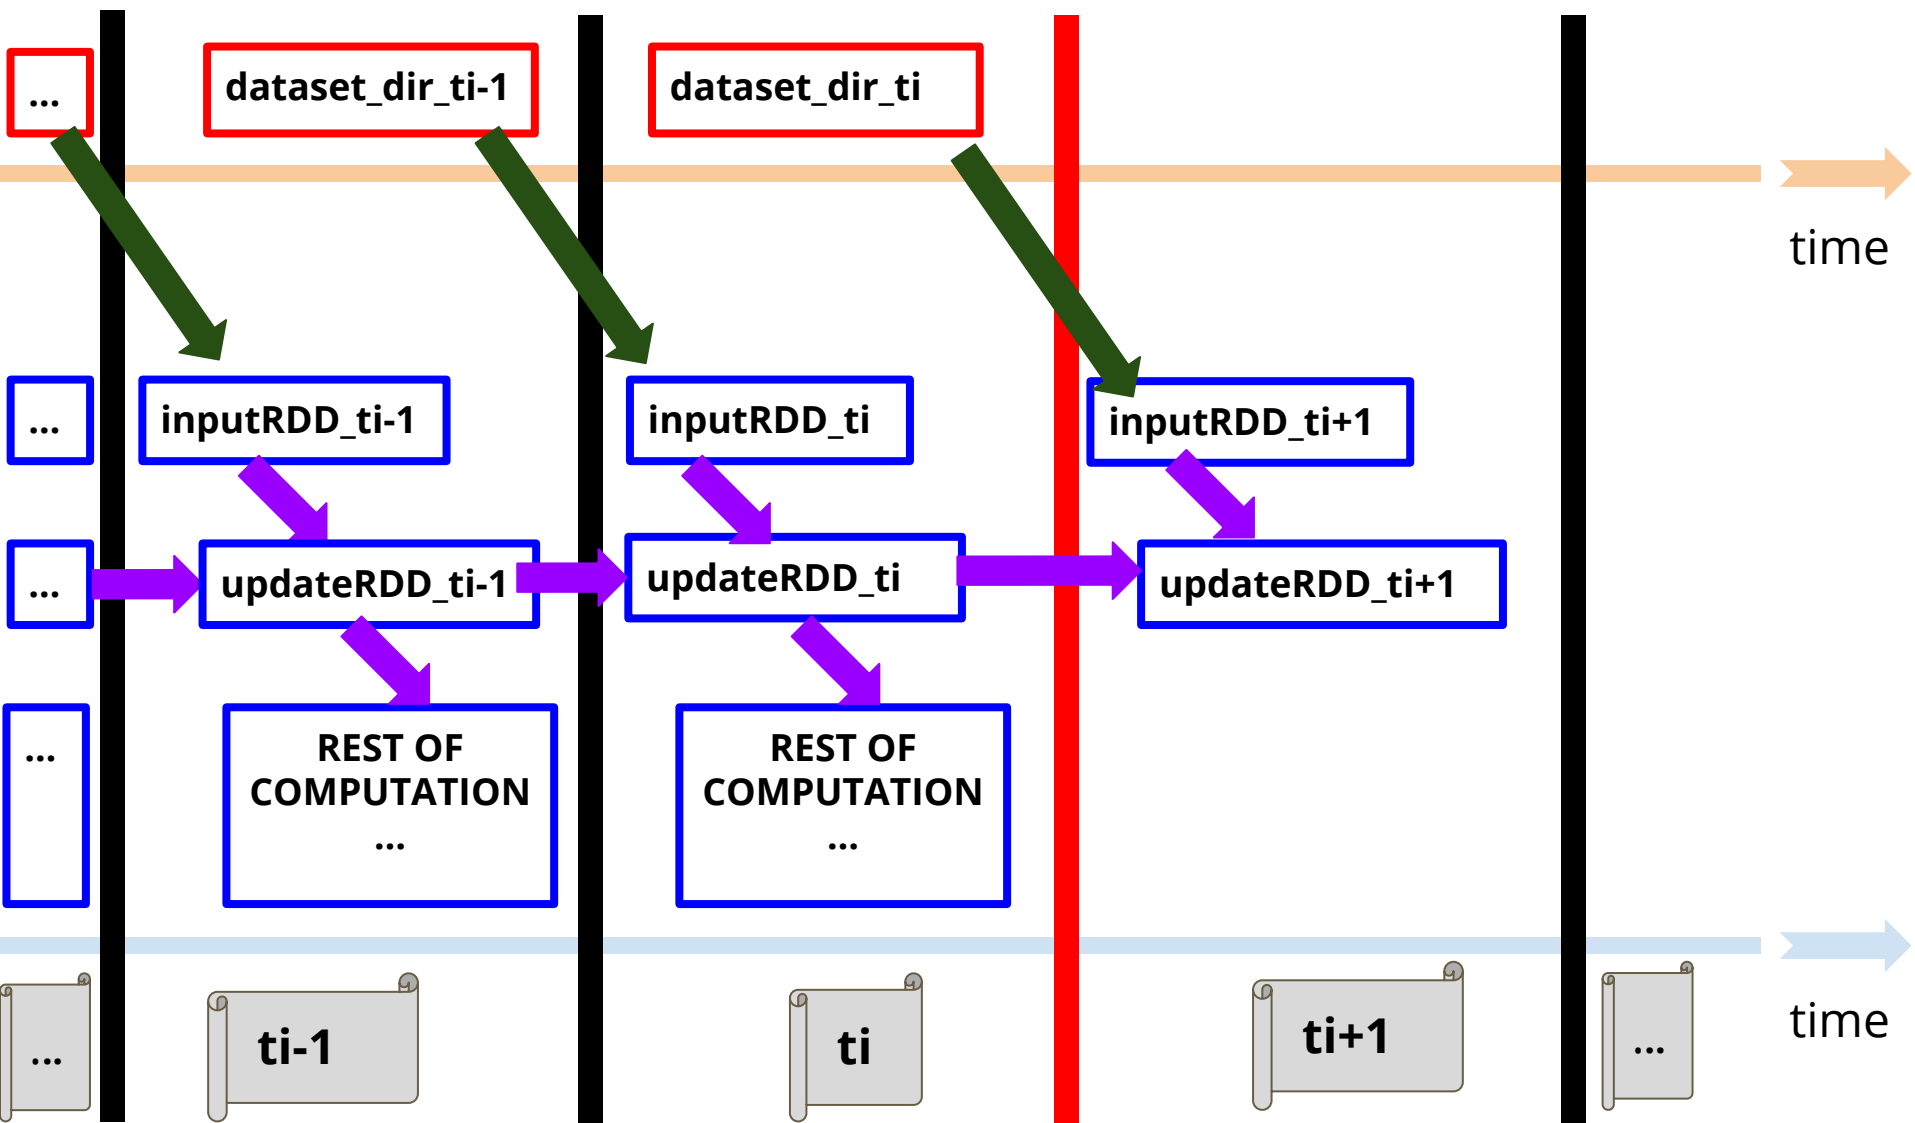 ...
dataset_dir_ti-1
dataset_dir_ti
time
...
inputRDD_ti-1
inputRDD_ti
inputRDD_ti+1
...
updateRDD_ti-1
updateRDD_ti
updateRDD_ti+1
...
REST OF
COMPUTATION
...
REST OF
COMPUTATION
...
...
ti-1
ti
ti+1
...
time